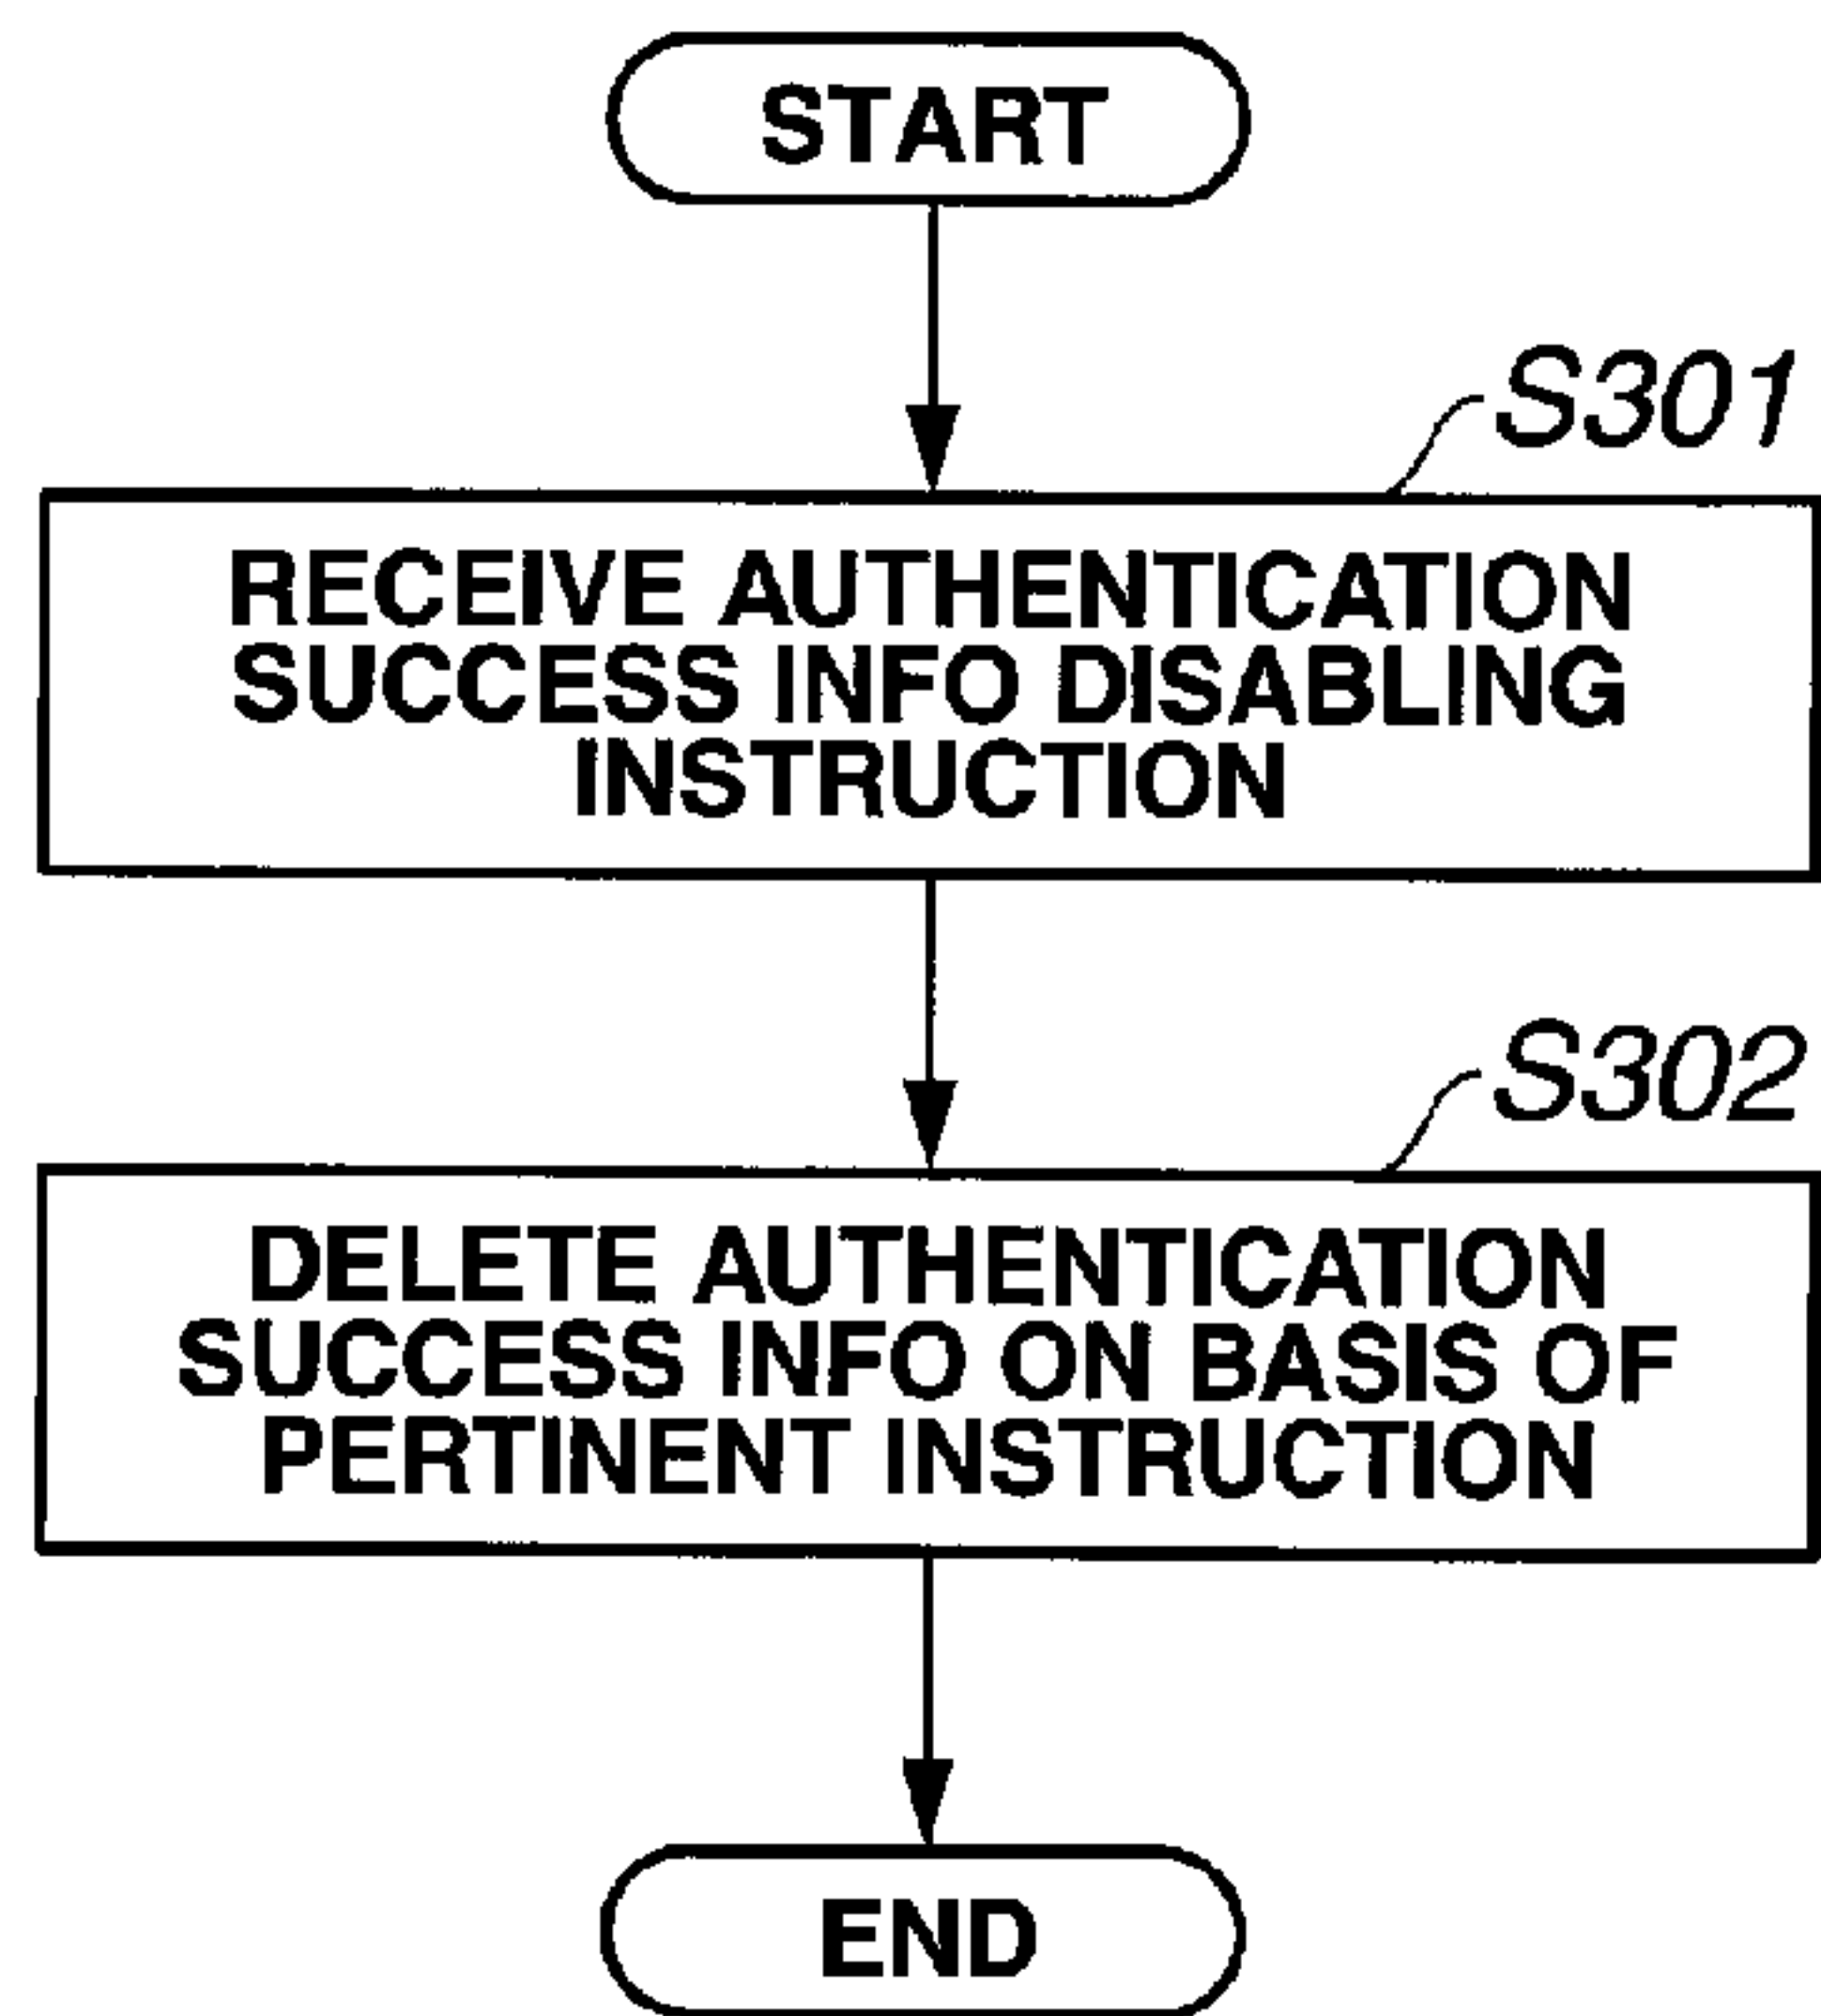 START
S301
RECEIVE AUTHENTICATION
SUCCESS INFO DISABLING
INSTRUCTION
S302
DELETE AUTHENTICATION
SUCCESS INFO ON BASIS OF
PERTINENT INSTRUCTION
END